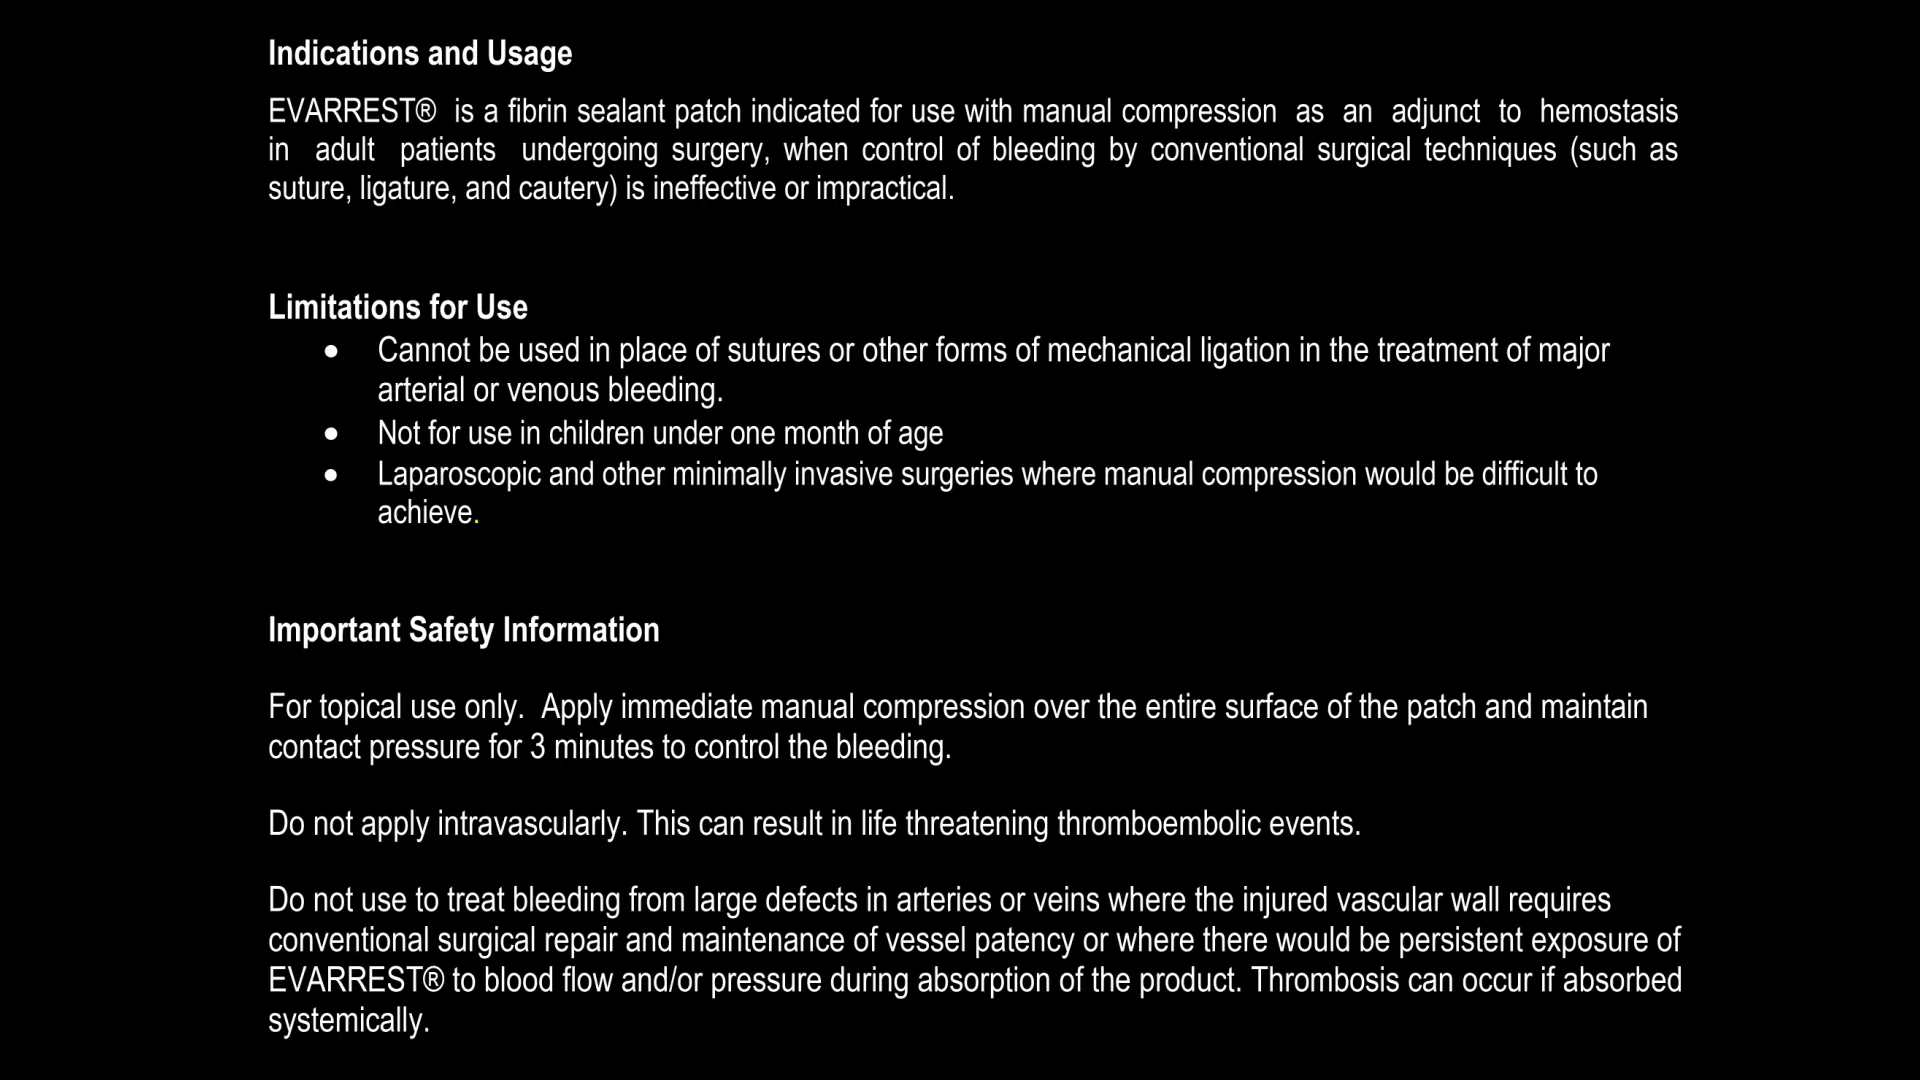 Indications and Usage
EVARREST® is a fibrin sealant patch indicated for use with manual compression as an adjunct to hemostasis
in adult patients undergoing surgery, when control of bleeding by conventional surgical techniques (such as
suture, ligature, and cautery) is ineffective or impractical.
Limitations for Use
• Cannot be used in place of sutures or other forms of mechanical ligation in the treatment of major
arterial or venous bleeding.
• Not for use in children under one month of age
• Laparoscopic and other minimally invasive surgeries where manual compression would be difficult to
achieve.
Important Safety Information
For topical use only. Apply immediate manual compression over the entire surface of the patch and maintain
contact pressure for 3 minutes to control the bleeding.
Do not apply intravascularly. This can result in life threatening thromboembolic events.
Do not use to treat bleeding from large defects in arteries or veins where the injured vascular wall requires
conventional surgical repair and maintenance of vessel patency or where there would be persistent exposure of
EVARREST® to blood flow and/or pressure during absorption of the product. Thrombosis can occur if absorbed
systemically.